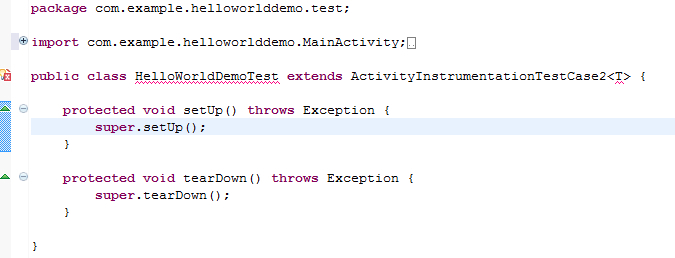 package com.example.helloworlddemo.test;
import com.example.helloworlddemo.MainActivity;
public class HelloWorldDemoTest extends ActivityInstrumentationTestCase2<T> {
protected void setUp() throws Exception {
super.setUp();
}
protected void tearDown() throws Exception {
super.tearDown();
}
}